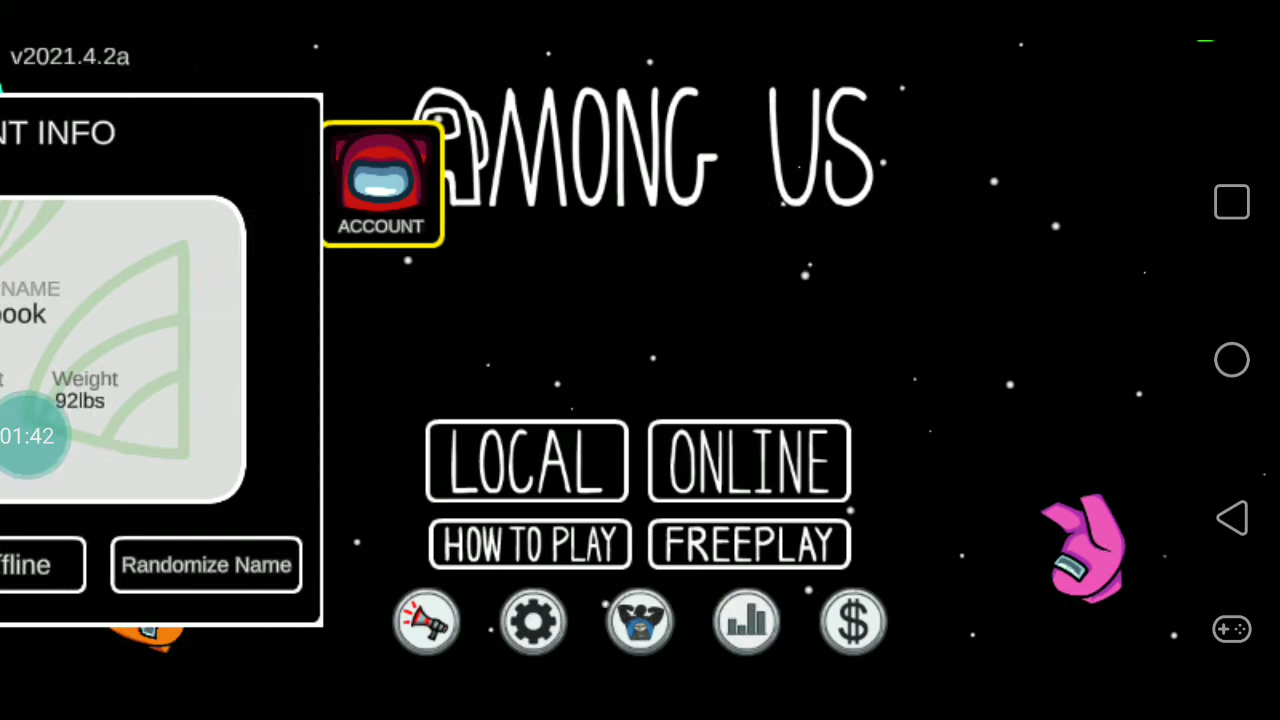 v2021.4.2a
NT INFO
AMONG US
ACCOUNT
NAME
ook
t
Weight
92lbs
01:42
LOCAL
ONLINE
ffline
Randomize Name
HOW TO PLAY
FREEPLAY
$